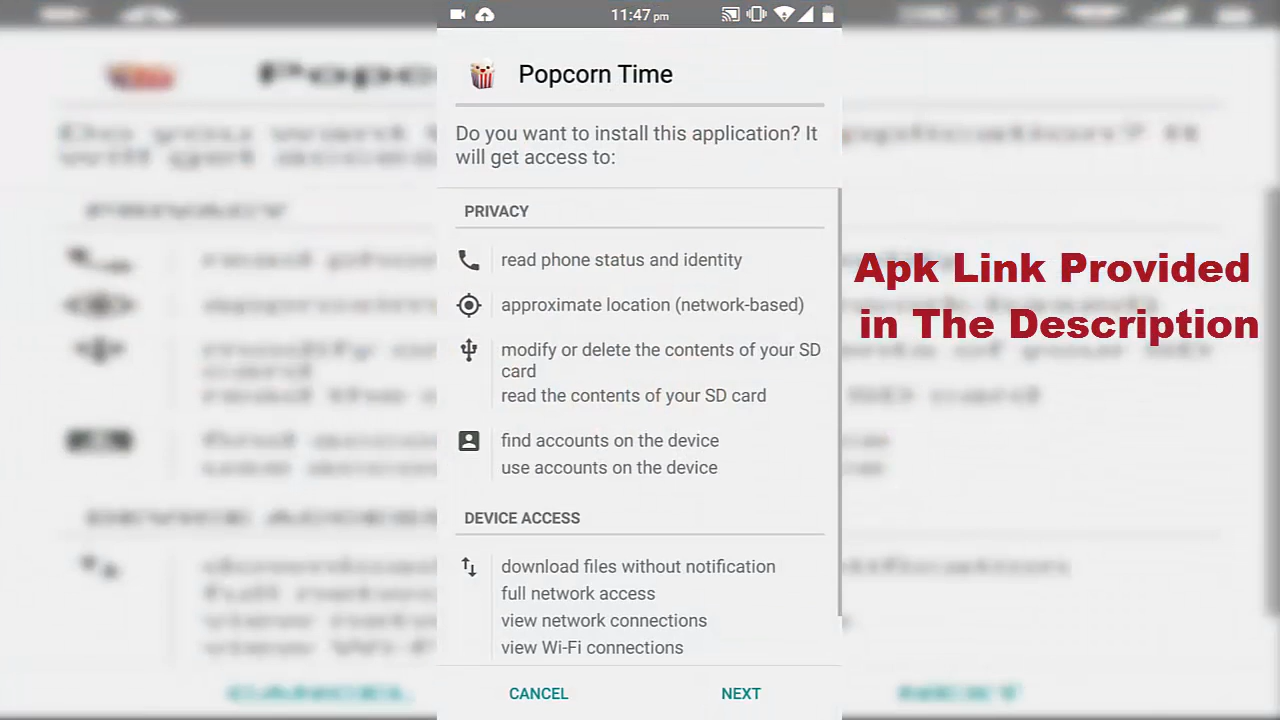 11:47 pm
Popcorn Time
Do you want to install this application? It
will get access to:
PRIVACY
read phone status and identity
approximate location (network-based)
modify or delete the contents of your SD
card
read the contents of your SD card
find accounts on the device
use accounts on the device
DEVICE ACCESS
download files without notification
full network access
view network connections
view Wi-Fi connections
CANCEL
NEXT
Apk Link Provided
in The Description